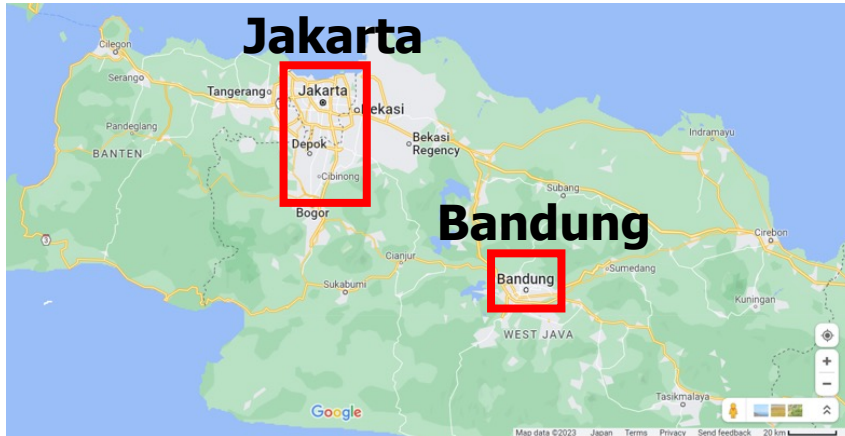 Jakarta
Cilegon
Serang
Tangerang
Jakarta
Bekasi
Pandeglang
BANTEN
Depok
Bekasi
Regency
Indramayu
Cibinong
Subang
Bogor
Bandung
Cirebon
3
Cianjur
Sumedang
Sukabumi
Bandung
Kuningan
WEST JAVA
Tasikmalaya
Google
Map data ©2023 Japan Terms Privacy Send feedback 20 km